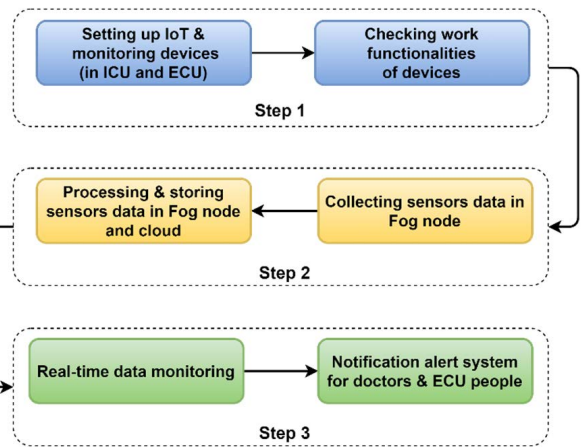 Setting up IoT &
monitoring devices
(in ICU and ECU)
Checking work
functionalities
of devices
Step 1
Processing & storing
sensors data in Fog node
and cloud
Collecting sensors data in
Fog node
Step 2
Real-time data monitoring
Notification alert system
for doctors & ECU people
Step 3